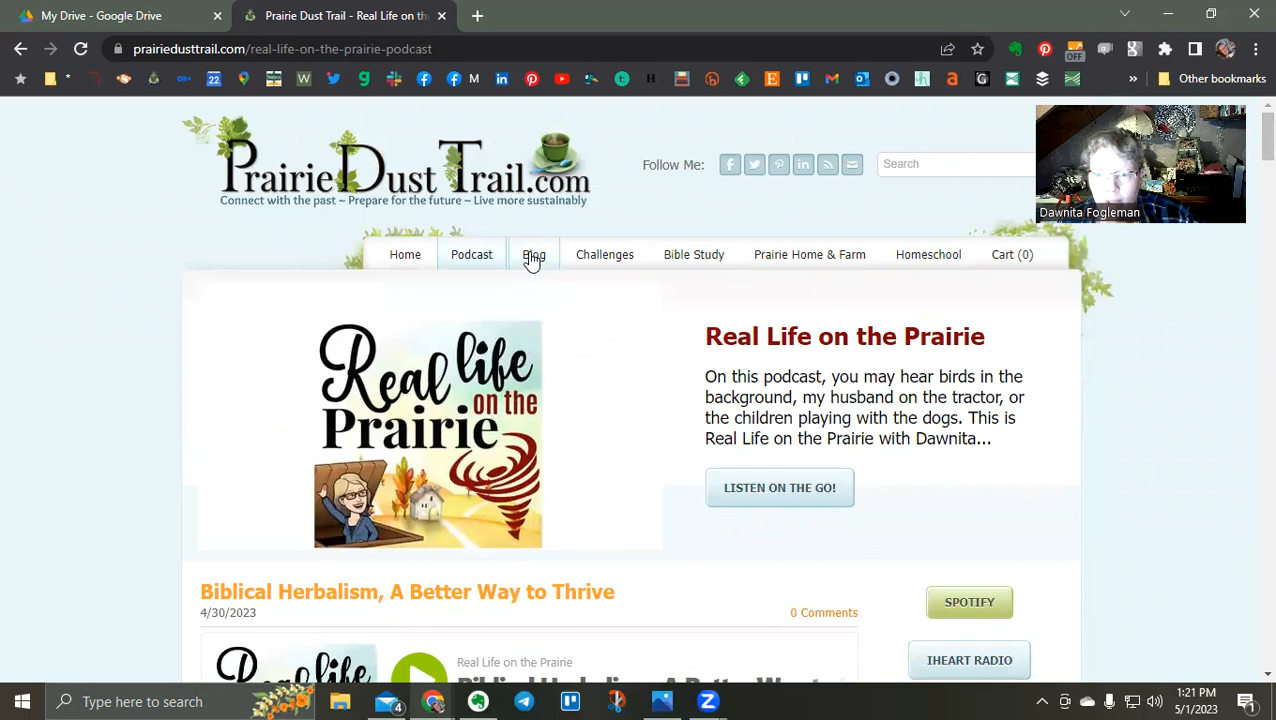 My Drive - Google Drive
Prairie Dust Trail - Real Life on the
prairiedusttrail.com/real-life-on-the-prairie-podcast
OFF
22
M
Other bookmarks
PrairieDustTrail.com
Connect with the past ~ Prepare for the future ~ Live more sustainably
Follow Me:
Search
Dawnita Fogleman
Home
Podcast
Blog
Challenges
Bible Study
Prairie Home & Farm
Homeschool
Cart (0)
Real life
on the
Prairie
Real Life on the Prairie
On this podcast, you may hear birds in the
background, my husband on the tractor, or
the children playing with the dogs. This is
Real Life on the Prairie with Dawnita...
LISTEN ON THE GO!
Biblical Herbalism, A Better Way to Thrive
4/30/2023
0 Comments
SPOTIFY
Real life
Real Life on the Prairie
IHEART RADIO
Type here to search
4
1:21 PM
5/1/2023
1